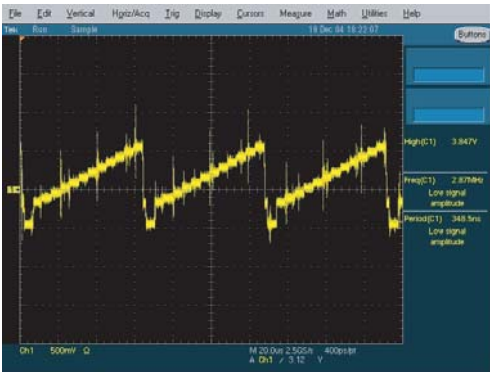 File Edit Vertical Horiz/Acq Trig Display Cursors Measure Math Utilities Help
Tek Run Sample 18 Dec 04 18:22:07 Buttons
High(C1) 3.847V
Freq(C1) 2.87MHz
Low signal
amplitude
Period(C1) 348.5ns
Low signal
amplitude
Ch1 500mV Ω M 20.0us 2.5GS/s 400ps/pt
A Ch1 / 3.12 V